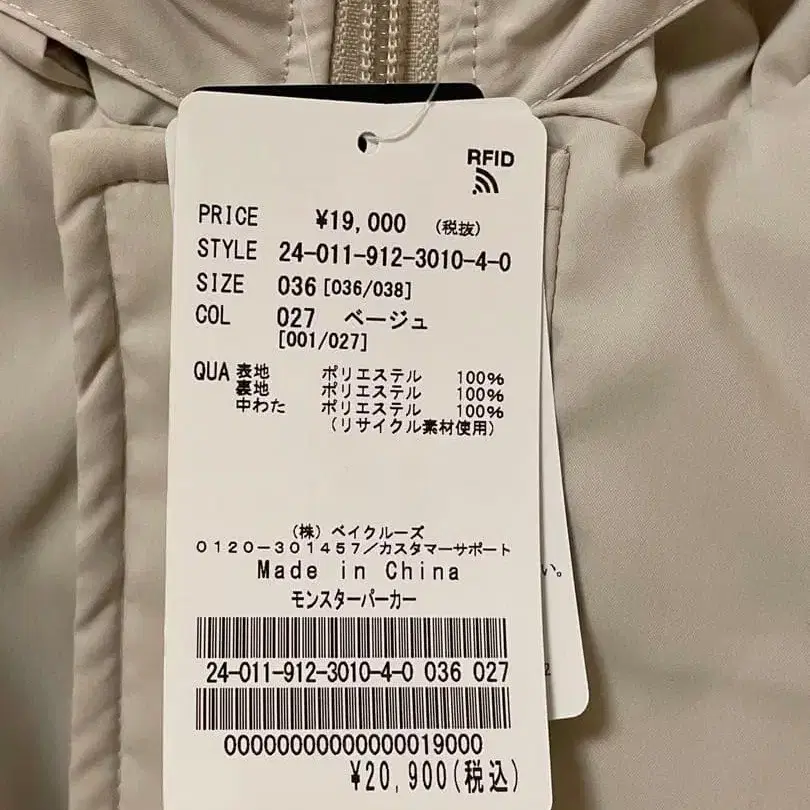 RFID
PRICE ¥19,000 (税抜)
STYLE 24-011-912-3010-4-0
SIZE 036 [036/038]
COL 027 ベージュ
[001/027]
QUA 表地 ポリエステル 100%
裏地 ポリエステル 100%
中わた ポリエステル 100%
(リサイクル素材使用)
(株) ベイクルーズ
0120-301457/カスタマーサポート
Made in China
モンスターパーカー
24-011-912-3010-4-0 036 027
00000000000000019000
¥20,900(税込)
い。
2